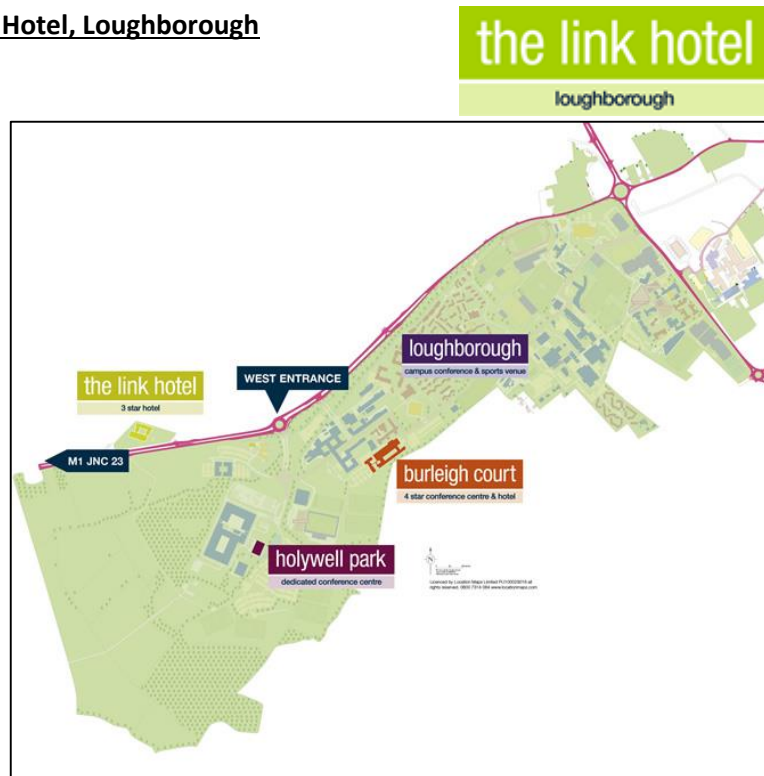 Hotel, Loughborough
the link hotel
loughborough
loughborough
campus conference & sports venue
the link hotel
3 star hotel
WEST ENTRANCE
M1 JNC 23
burleigh court
4 star conference centre & hotel
holywell park
dedicated conference centre